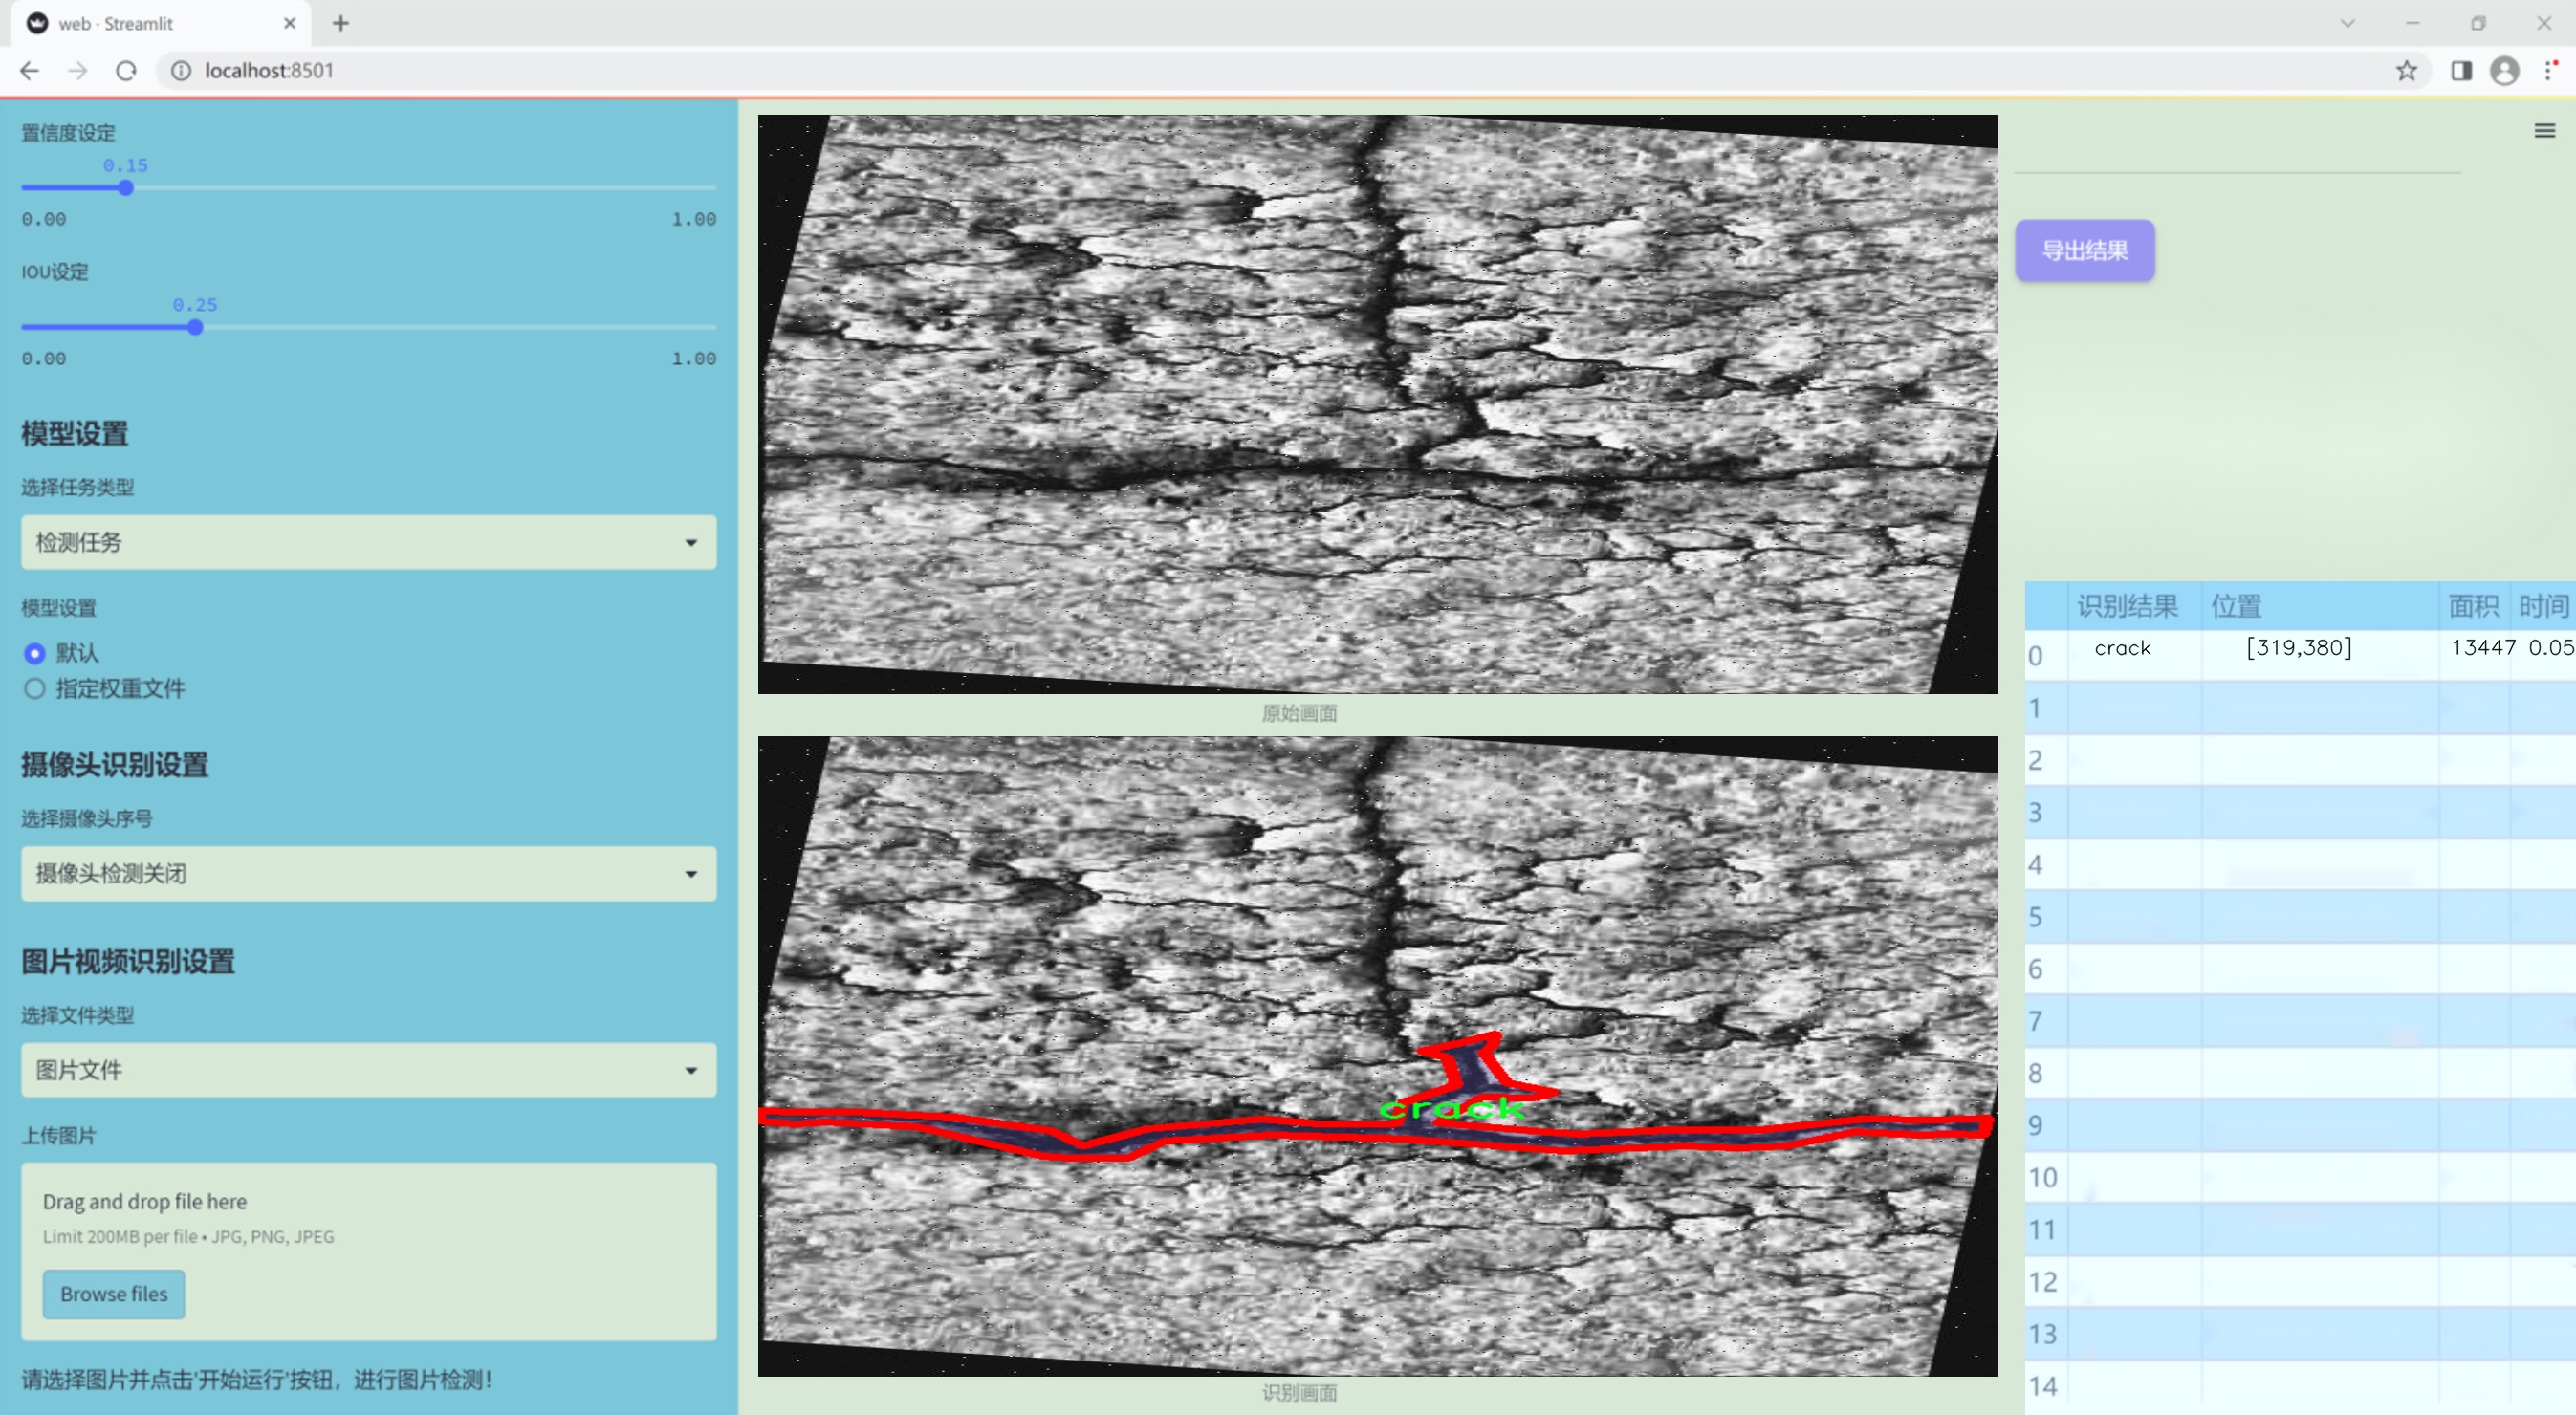 web · Streamlit
localhost:8501
置信度设定
0.15
0.00 1.00
IOU设定
0.25
0.00 1.00
模型设置
选择任务类型
检测任务
模型设置
默认
指定权重文件
摄像头识别设置
选择摄像头序号
摄像头检测关闭
图片视频识别设置
选择文件类型
图片文件
上传图片
Drag and drop file here
Limit 200MB per file • JPG, PNG, JPEG
Browse files
请选择图片并点击'开始运行'按钮，进行图片检测！
原始画面
crack
识别画面
导出结果
识别结果 位置 面积 时间
0 crack [319,380] 13447 0.05
1
2
3
4
5
6
7
8
9
10
11
12
13
14